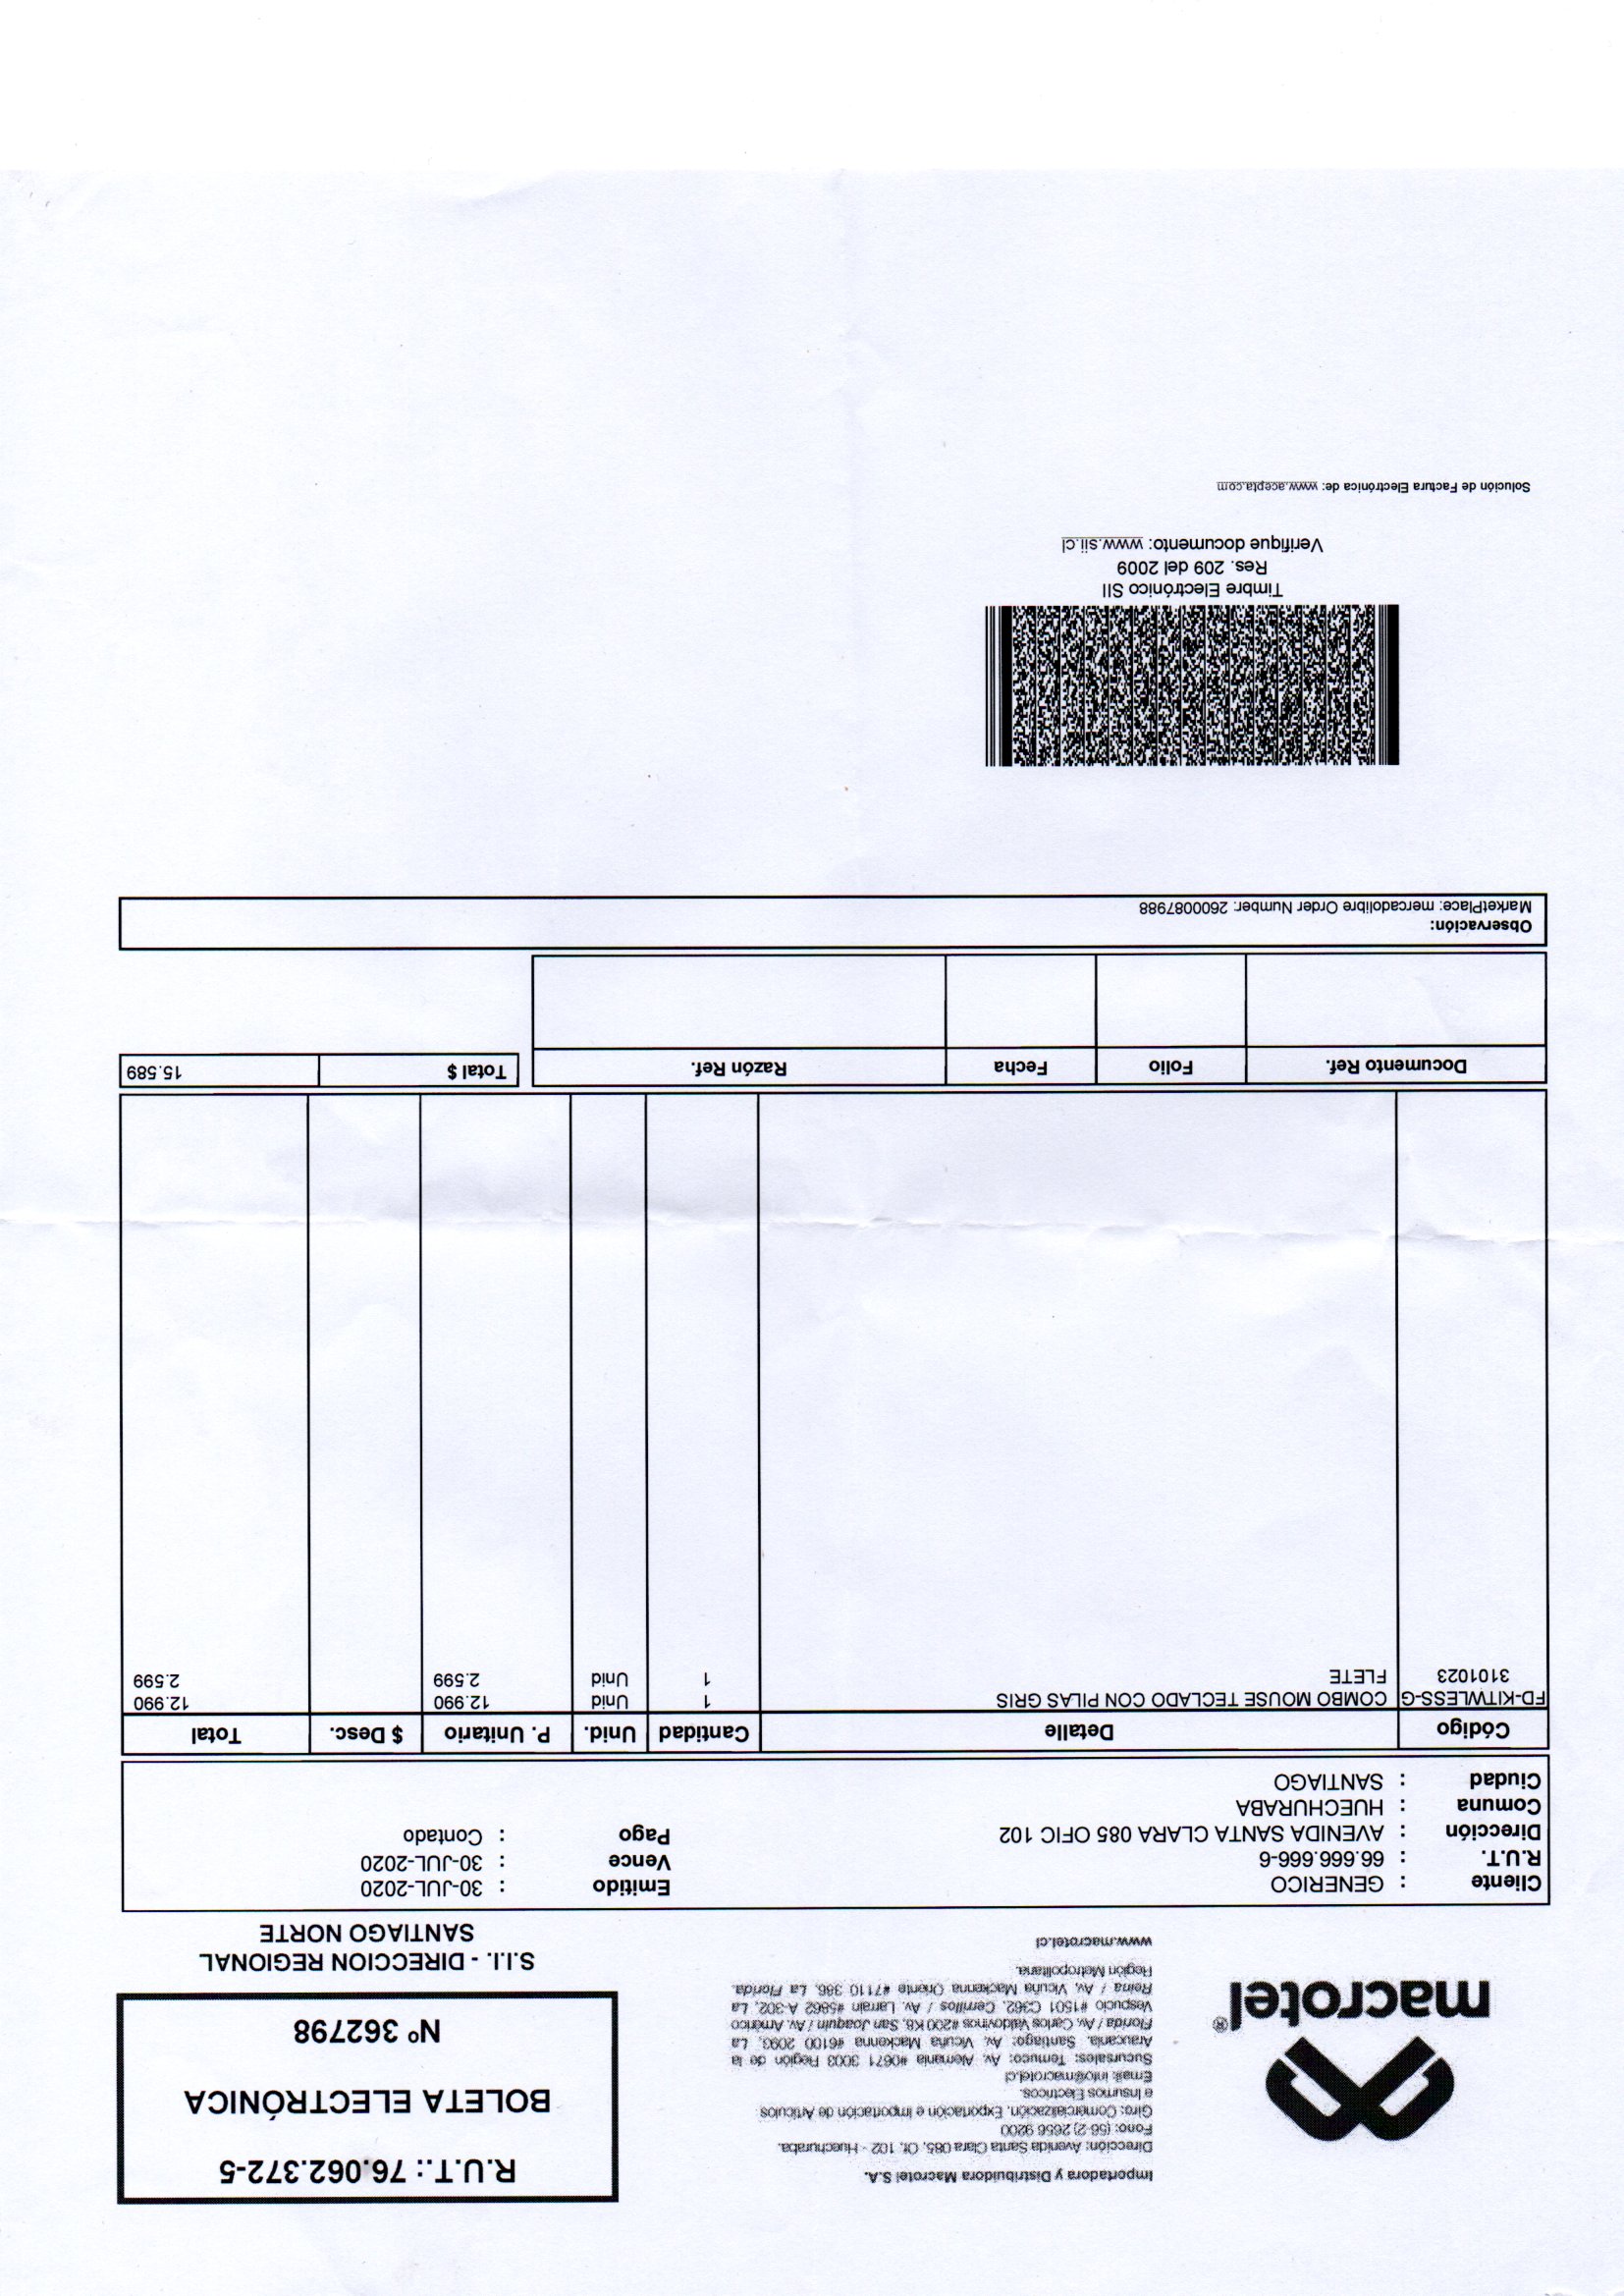 macrotel®
Importadora y Distribuidora Macrotel S.A.
Dirección: Avenida Santa Clara 085, Of. 102 - Huechuraba.
Fono: (56-2) 2656 9200
Giro: Comercialización, Exportación e Importación de Artículos
e Insumos Electricos.
Email: info@macrotel.cl
Sucursales: Temuco: Av. Alemania #0671 3003 Región de la
Araucanía. Santiago: Av. Vicuña Mackenna #6100 2093, La
Florida / Av. Carlos Valdovinos #200 K6, San Joaquín / Av. Américo
Vespucio #1501 C362, Cerrillos / Av. Larraín #5862 A-302, La
Reina / Av. Vicuña Mackenna Oriente #7110 366, La Florida.
Región Metropolitana.
www.macrotel.cl
R.U.T.: 76.062.372-5
BOLETA ELECTRÓNICA
Nº 362798
S.I.I. - DIRECCION REGIONAL
SANTIAGO NORTE
Cliente : GENERICO
R.U.T. : 66.666.666-6
Dirección : AVENIDA SANTA CLARA 085 OFIC 102
Comuna : HUECHURABA
Ciudad : SANTIAGO
Emitido : 30-JUL-2020
Vence : 30-JUL-2020
Pago : Contado
Código Detalle Cantidad Unid. P. Unitario $ Desc. Total
FD-KITWLESS-G COMBO MOUSE TECLADO CON PILAS GRIS 1 Unid 12.990 12.990
3101023 FLETE 1 Unid 2.599 2.599
Documento Ref. Folio Fecha Razón Ref.
Total $ 15.589
Observación:
MarketPlace: mercadolibre Order Number: 2600087988
Timbre Electrónico SII
Res. 209 del 2009
Verifique documento: www.sii.cl
Solución de Factura Electrónica de: www.acepta.com